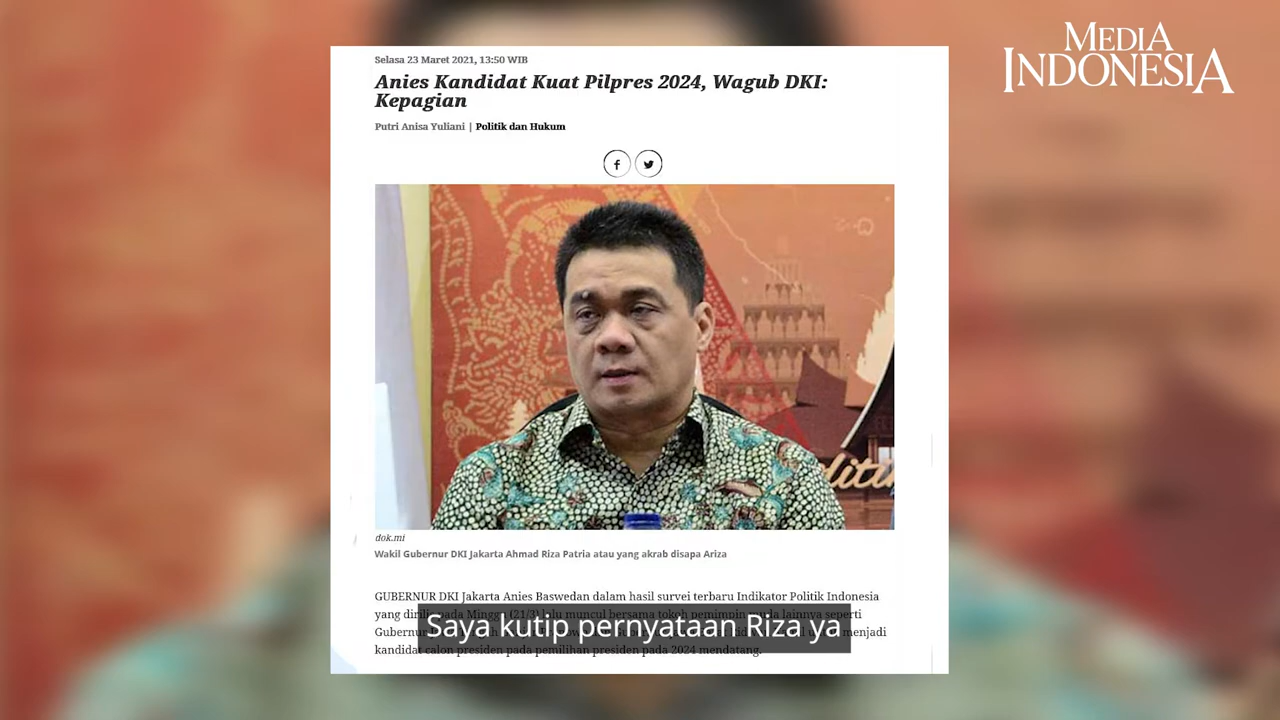 MEDIA
INDONESIA
Selasa 23 Maret 2021, 13:50 WIB
Anies Kandidat Kuat Pilpres 2024, Wagub DKI:
Kepagian
Putri Anisa Yuliani | Politik dan Hukum
dok.mi
Wakil Gubernur DKI Jakarta Ahmad Riza Patria atau yang akrab disapa Ariza
GUBERNUR DKI Jakarta Anies Baswedan dalam hasil survei terbaru Indikator Politik Indonesia
yang dirilis pada Minggu (21/3) lalu muncul bersama tokoh pemimpin muda lainnya seperti
Gubernur menjadi
kandidat calon presiden pada pemilihan presiden pada 2024 mendatang.
Saya kutip pernyataan Riza ya